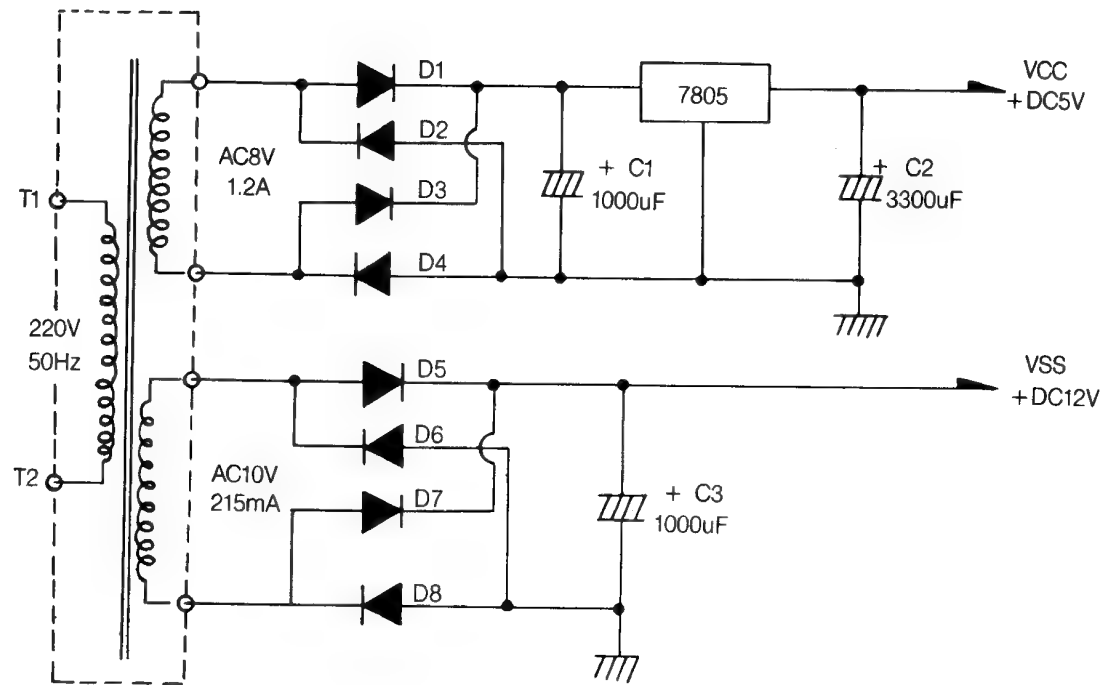 D1
VCC
+DC5V
7805
D2
AC8V
1.2A
+ C1
1000uF
+ C2
3300uF
D3
T1
D4
220V
50Hz
D5
VSS
+DC12V
D6
T2
AC10V
215mA
D7
+ C3
1000uF
D8